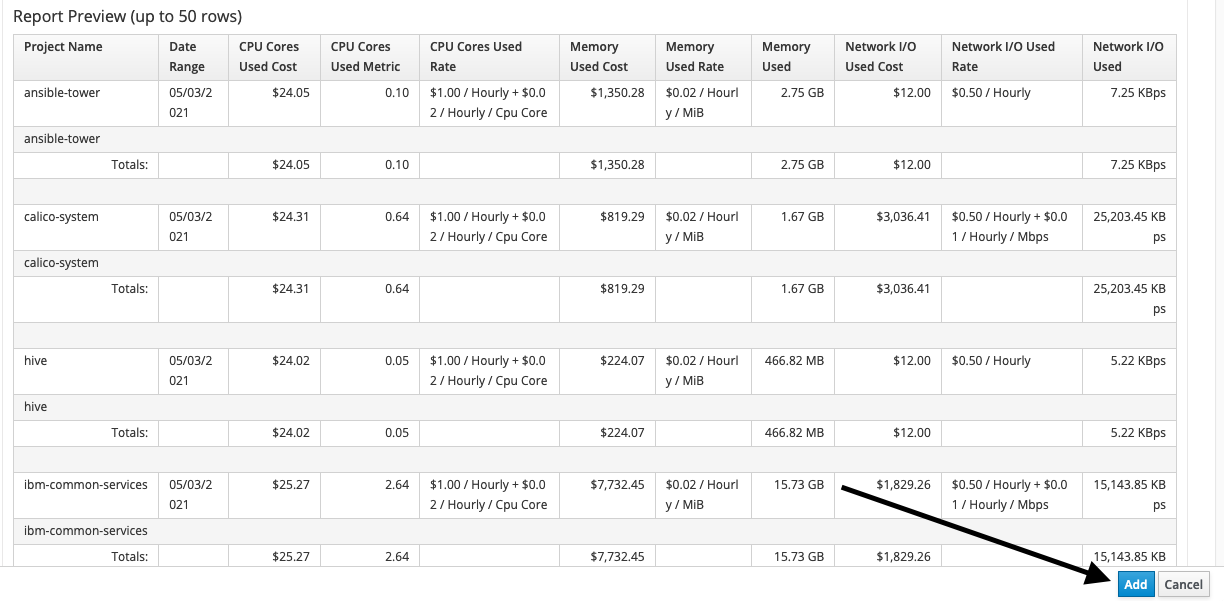 Report Preview (up to 50 rows)
Project Name Date Range CPU Cores Used Cost CPU Cores Used Metric CPU Cores Used Rate Memory Used Cost Memory Used Rate Memory Used Network I/O Used Cost Network I/O Used Rate Network I/O Used
ansible-tower 05/03/2021 $24.05 0.10 $1.00 / Hourly + $0.02 / Hourly / Cpu Core $1,350.28 $0.02 / Hourly / MiB 2.75 GB $12.00 $0.50 / Hourly 7.25 KBps
ansible-tower
Totals: $24.05 0.10 $1,350.28 2.75 GB $12.00 7.25 KBps
calico-system 05/03/2021 $24.31 0.64 $1.00 / Hourly + $0.02 / Hourly / Cpu Core $819.29 $0.02 / Hourly / MiB 1.67 GB $3,036.41 $0.50 / Hourly + $0.01 / Hourly / Mbps 25,203.45 KBps
calico-system
Totals: $24.31 0.64 $819.29 1.67 GB $3,036.41 25,203.45 KBps
hive 05/03/2021 $24.02 0.05 $1.00 / Hourly + $0.02 / Hourly / Cpu Core $224.07 $0.02 / Hourly / MiB 466.82 MB $12.00 $0.50 / Hourly 5.22 KBps
hive
Totals: $24.02 0.05 $224.07 466.82 MB $12.00 5.22 KBps
ibm-common-services 05/03/2021 $25.27 2.64 $1.00 / Hourly + $0.02 / Hourly / Cpu Core $7,732.45 $0.02 / Hourly / MiB 15.73 GB $1,829.26 $0.50 / Hourly + $0.01 / Hourly / Mbps 15,143.85 KBps
ibm-common-services
Totals: $25.27 2.64 $7,732.45 15.73 GB $1,829.26 15,143.85 KB
Add Cancel